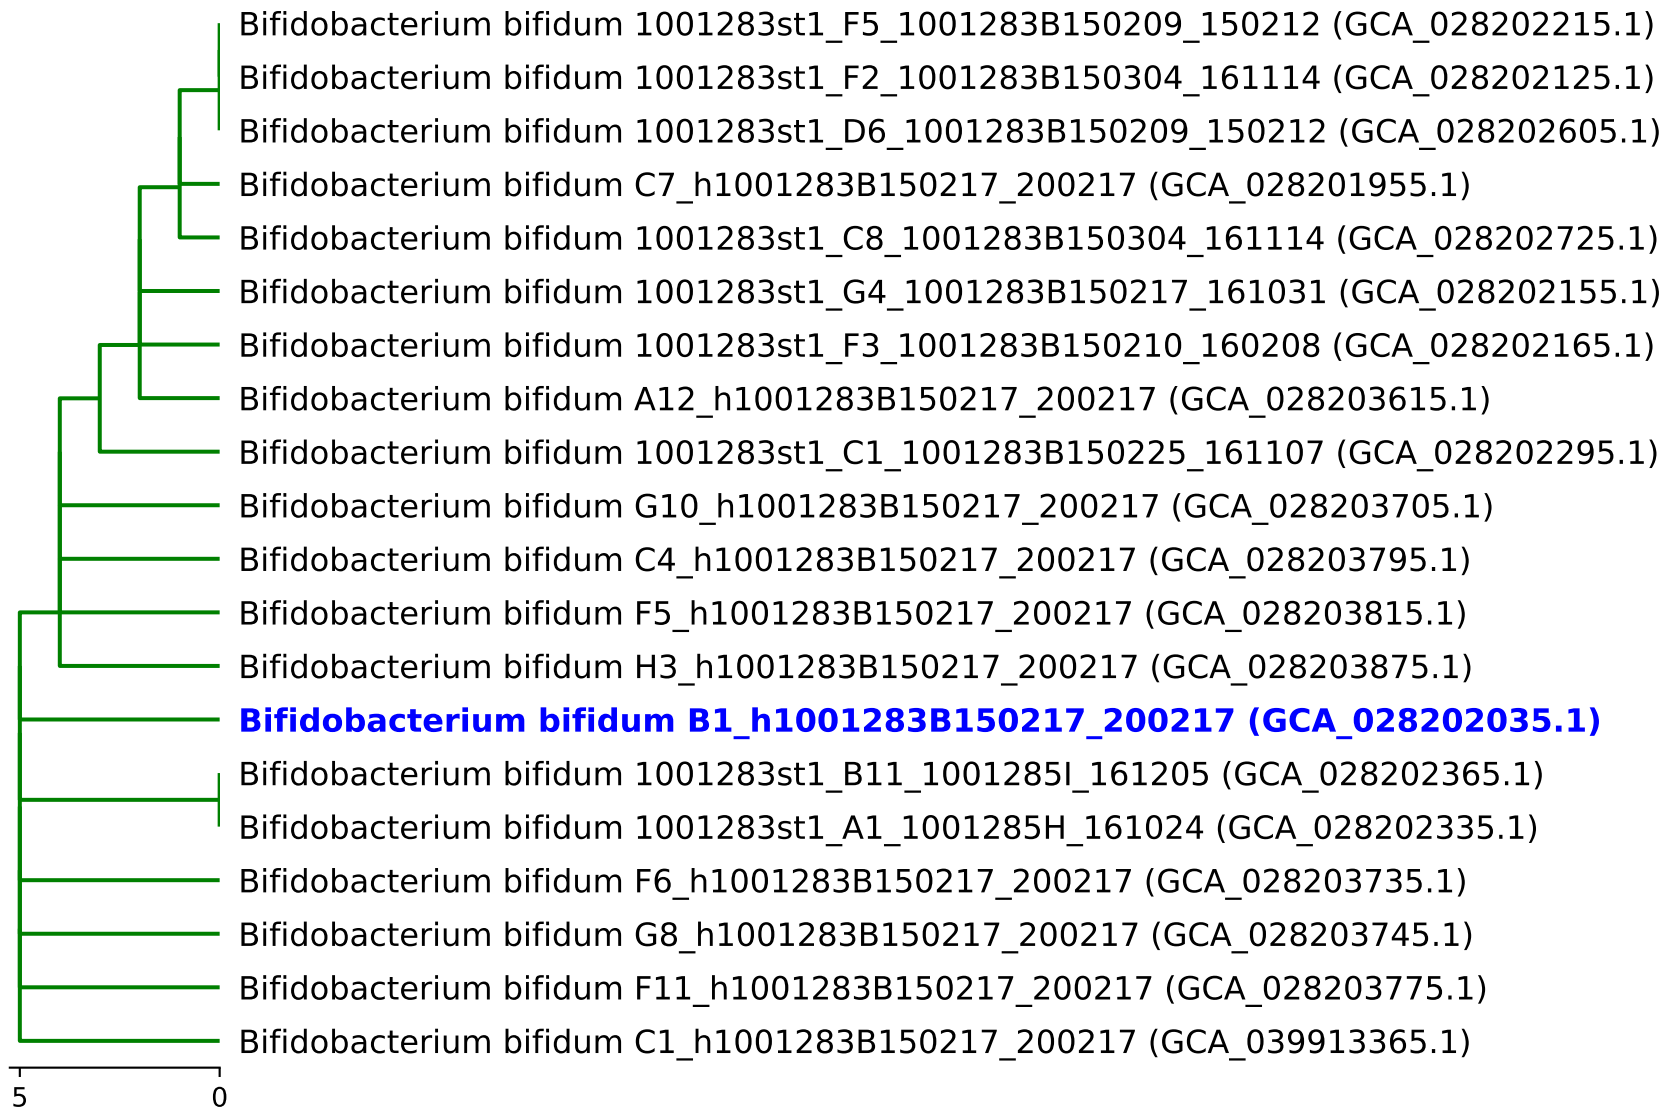 Bifidobacterium bifidum 1001283st1_F5_1001283B150209_150212 (GCA_028202215.1)
Bifidobacterium bifidum 1001283st1_F2_1001283B150304_161114 (GCA_028202125.1)
Bifidobacterium bifidum 1001283st1_D6_1001283B150209_150212 (GCA_028202605.1)
Bifidobacterium bifidum C7_h1001283B150217_200217 (GCA_028201955.1)
Bifidobacterium bifidum 1001283st1_C8_1001283B150304_161114 (GCA_028202725.1)
Bifidobacterium bifidum 1001283st1_G4_1001283B150217_161031 (GCA_028202155.1)
Bifidobacterium bifidum 1001283st1_F3_1001283B150210_160208 (GCA_028202165.1)
Bifidobacterium bifidum A12_h1001283B150217_200217 (GCA_028203615.1)
Bifidobacterium bifidum 1001283st1_C1_1001283B150225_161107 (GCA_028202295.1)
Bifidobacterium bifidum G10_h1001283B150217_200217 (GCA_028203705.1)
Bifidobacterium bifidum C4_h1001283B150217_200217 (GCA_028203795.1)
Bifidobacterium bifidum F5_h1001283B150217_200217 (GCA_028203815.1)
Bifidobacterium bifidum H3_h1001283B150217_200217 (GCA_028203875.1)
Bifidobacterium bifidum B1_h1001283B150217_200217 (GCA_028202035.1)
Bifidobacterium bifidum 1001283st1_B11_1001285I_161205 (GCA_028202365.1)
Bifidobacterium bifidum 1001283st1_A1_1001285H_161024 (GCA_028202335.1)
Bifidobacterium bifidum F6_h1001283B150217_200217 (GCA_028203735.1)
Bifidobacterium bifidum G8_h1001283B150217_200217 (GCA_028203745.1)
Bifidobacterium bifidum F11_h1001283B150217_200217 (GCA_028203775.1)
Bifidobacterium bifidum C1_h1001283B150217_200217 (GCA_039913365.1)
5 0